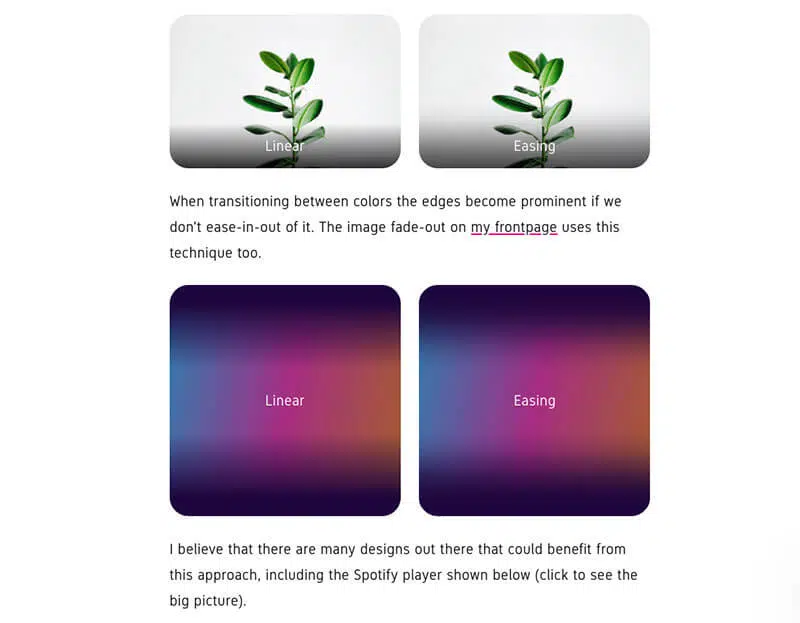 Linear
Easing
When transitioning between colors the edges become prominent if we
don't ease-in-out of it. The image fade-out on my frontpage uses this
technique too.
Linear
Easing
I believe that there are many designs out there that could benefit from
this approach, including the Spotify player shown below (click to see the
big picture).